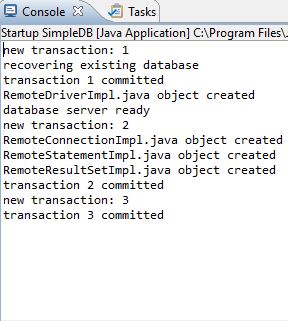 Console Tasks
Startup SimpleDB [Java Application] C:\Program Files\
new transaction: 1
recovering existing database
transaction 1 committed
RemoteDriverImpl.java object created
database server ready
new transaction: 2
RemoteConnectionImpl.java object created
RemoteStatementImpl.java object created
RemoteResultSetImpl.java object created
transaction 2 committed
new transaction: 3
transaction 3 committed